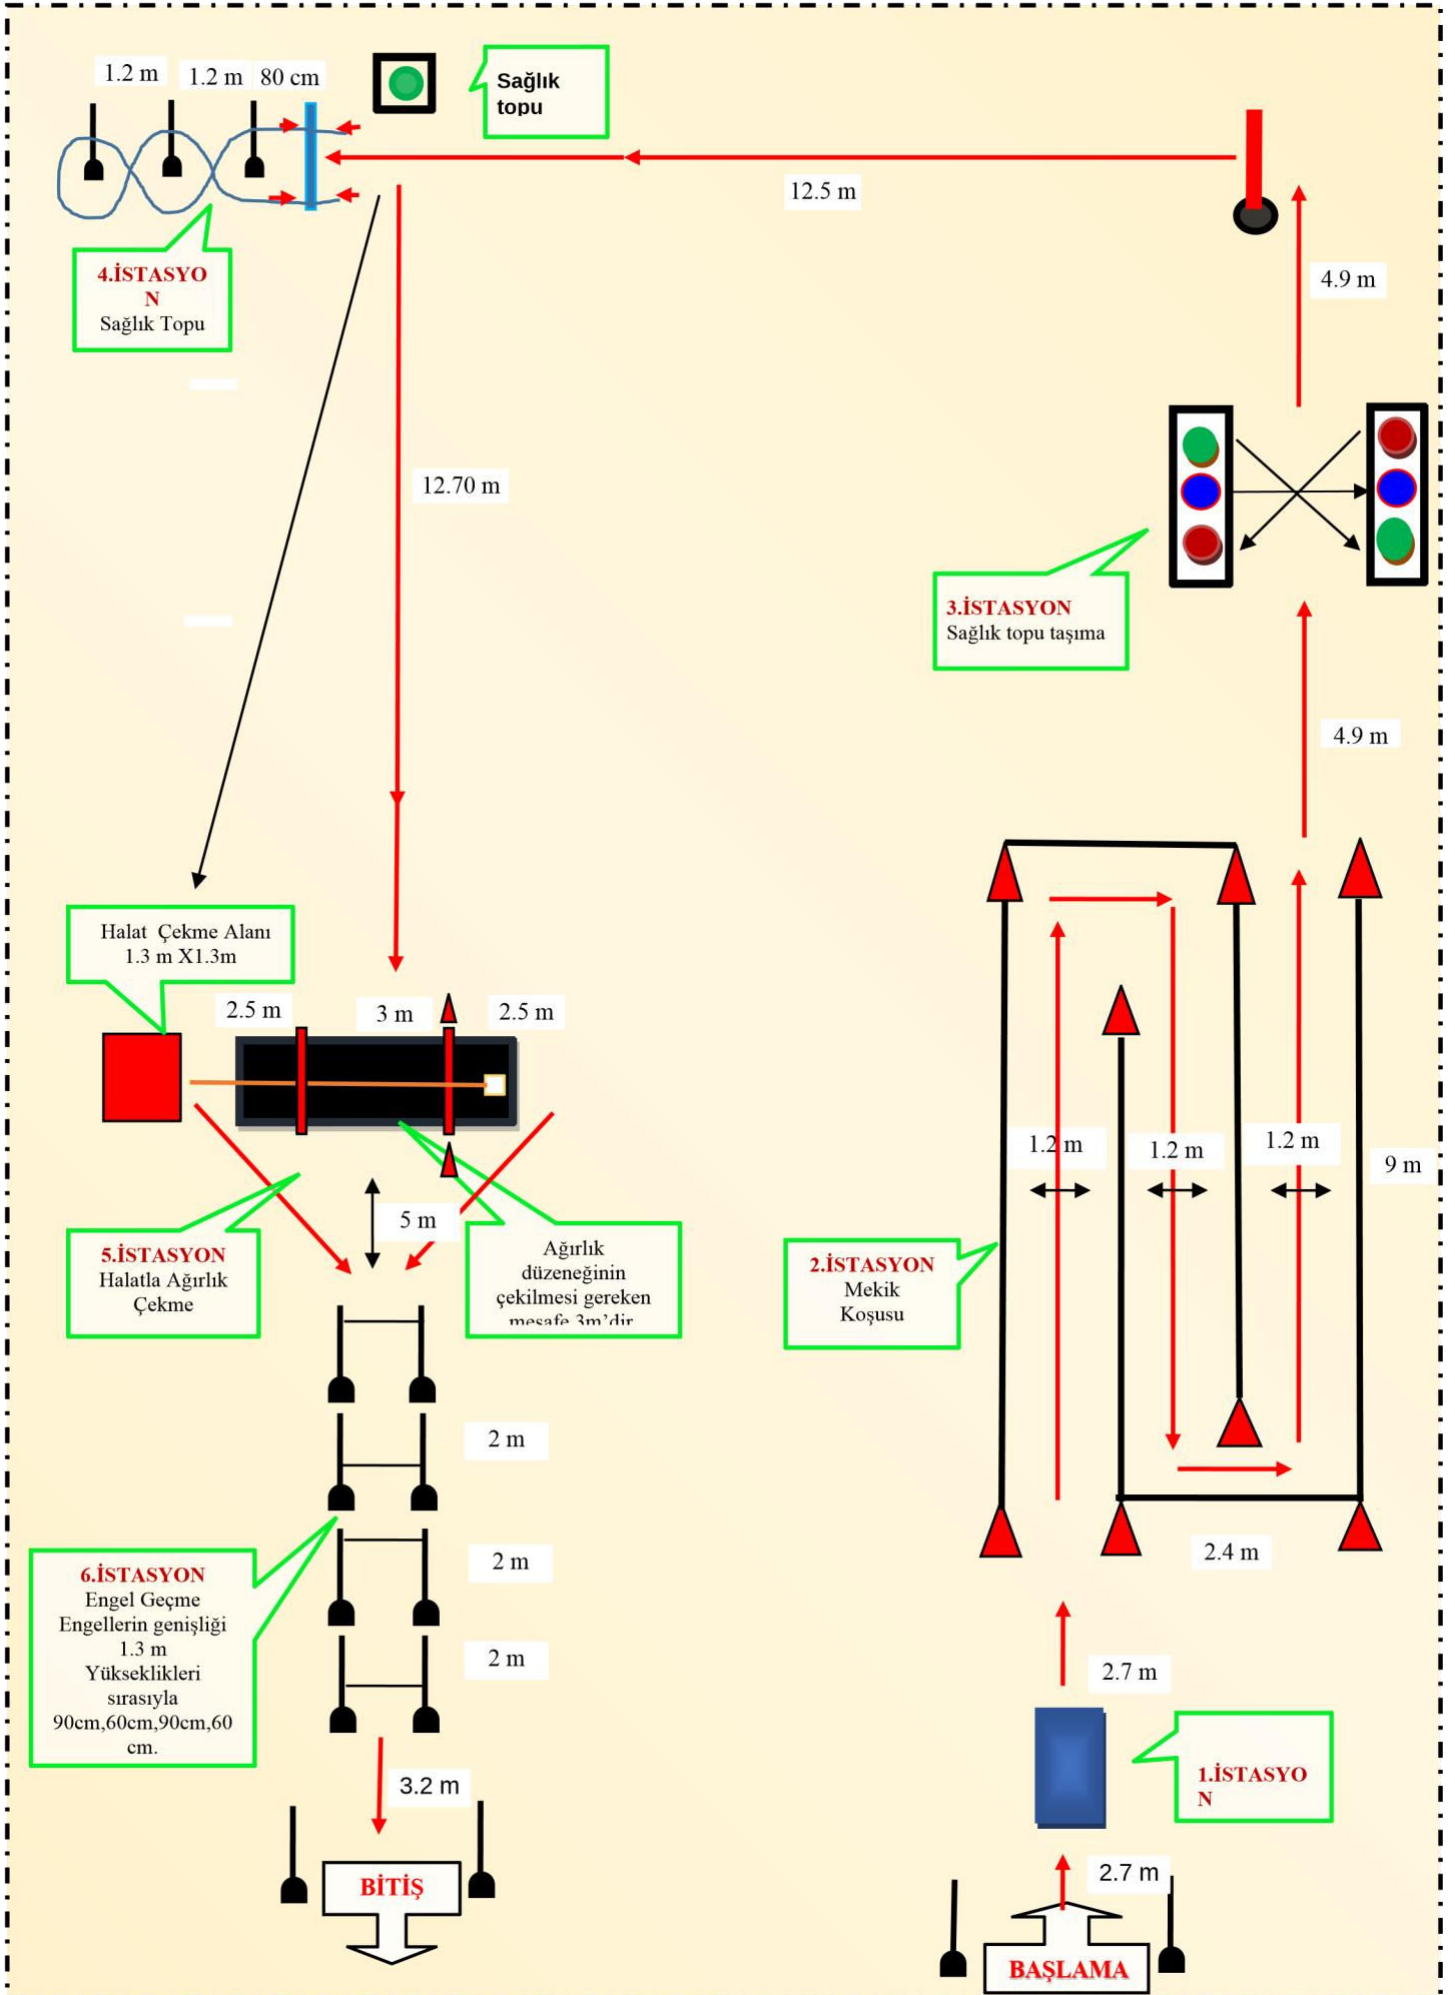 1.2 m 1.2 m 80 cm
Sağlık
topu
12.5 m
4.İSTASYO
N
Sağlık Topu
4.9 m
12.70 m
3.İSTASYON
Sağlık topu taşıma
4.9 m
Halat Çekme Alanı
1.3 m X1.3m
2.5 m 3 m 2.5 m
1.2 m 1.2 m 1.2 m 9 m
5 m
5.İSTASYON
Halatla Ağırlık
Çekme
Ağırlık
düzeneğinin
çekilmesi gereken
mesafe 3m’dir
2.İSTASYON
Mekik
Koşusu
2 m
2.4 m
2 m
6.İSTASYON
Engel Geçme
Engellerin genişliği
1.3 m
Yükseklikleri
sırasıyla
90cm,60cm,90cm,60
cm.
2 m
2.7 m
1.İSTASYO
N
3.2 m
BİTİŞ
2.7 m
BAŞLAMA